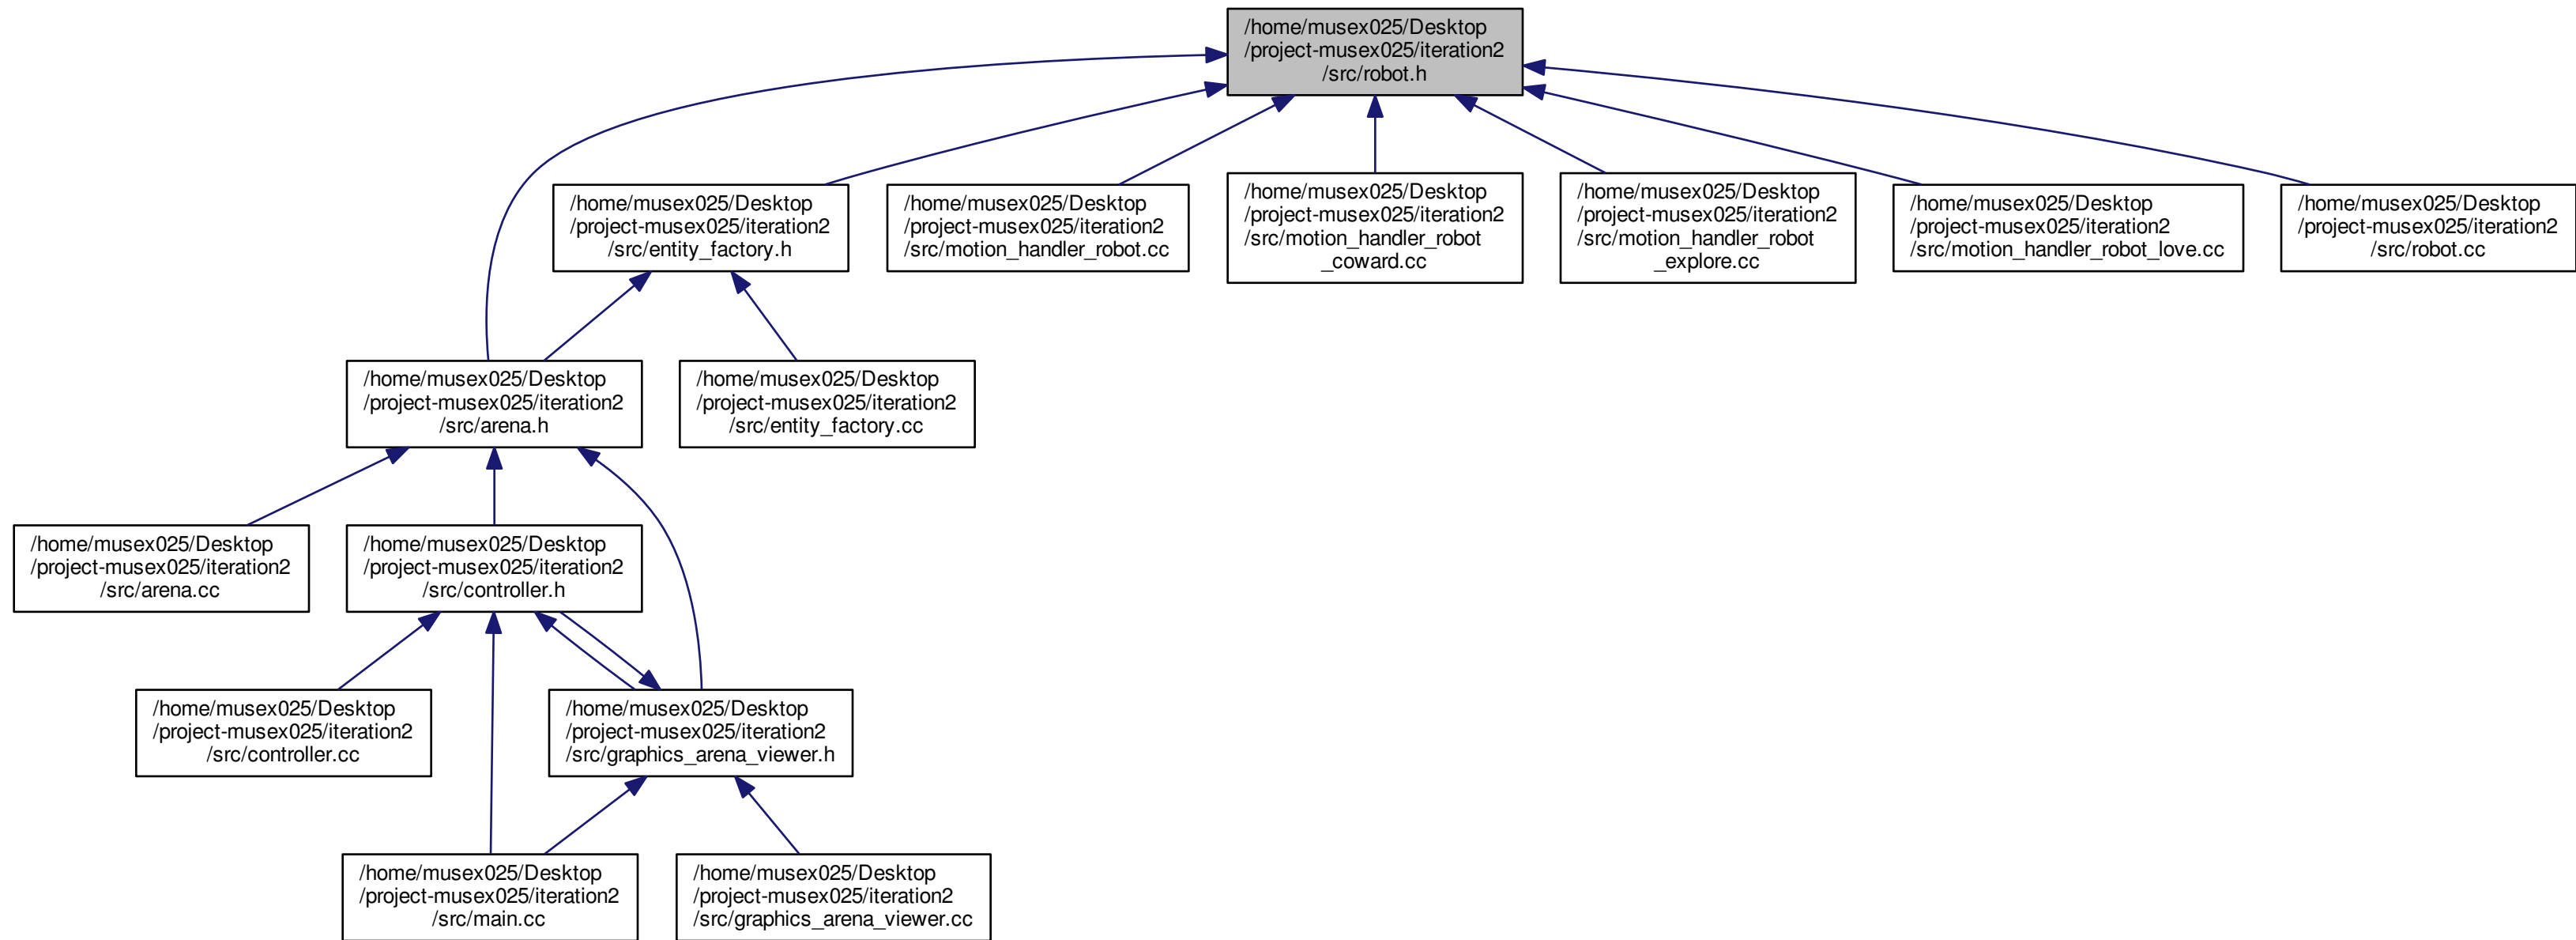 /home/musex025/Desktop
/project-musex025/iteration2
/src/robot.h
/home/musex025/Desktop
/project-musex025/iteration2
/src/entity_factory.h
/home/musex025/Desktop
/project-musex025/iteration2
/src/motion_handler_robot.cc
/home/musex025/Desktop
/project-musex025/iteration2
/src/motion_handler_robot
_coward.cc
/home/musex025/Desktop
/project-musex025/iteration2
/src/motion_handler_robot
_explore.cc
/home/musex025/Desktop
/project-musex025/iteration2
/src/motion_handler_robot_love.cc
/home/musex025/Desktop
/project-musex025/iteration2
/src/robot.cc
/home/musex025/Desktop
/project-musex025/iteration2
/src/arena.h
/home/musex025/Desktop
/project-musex025/iteration2
/src/entity_factory.cc
/home/musex025/Desktop
/project-musex025/iteration2
/src/arena.cc
/home/musex025/Desktop
/project-musex025/iteration2
/src/controller.h
/home/musex025/Desktop
/project-musex025/iteration2
/src/controller.cc
/home/musex025/Desktop
/project-musex025/iteration2
/src/graphics_arena_viewer.h
/home/musex025/Desktop
/project-musex025/iteration2
/src/main.cc
/home/musex025/Desktop
/project-musex025/iteration2
/src/graphics_arena_viewer.cc